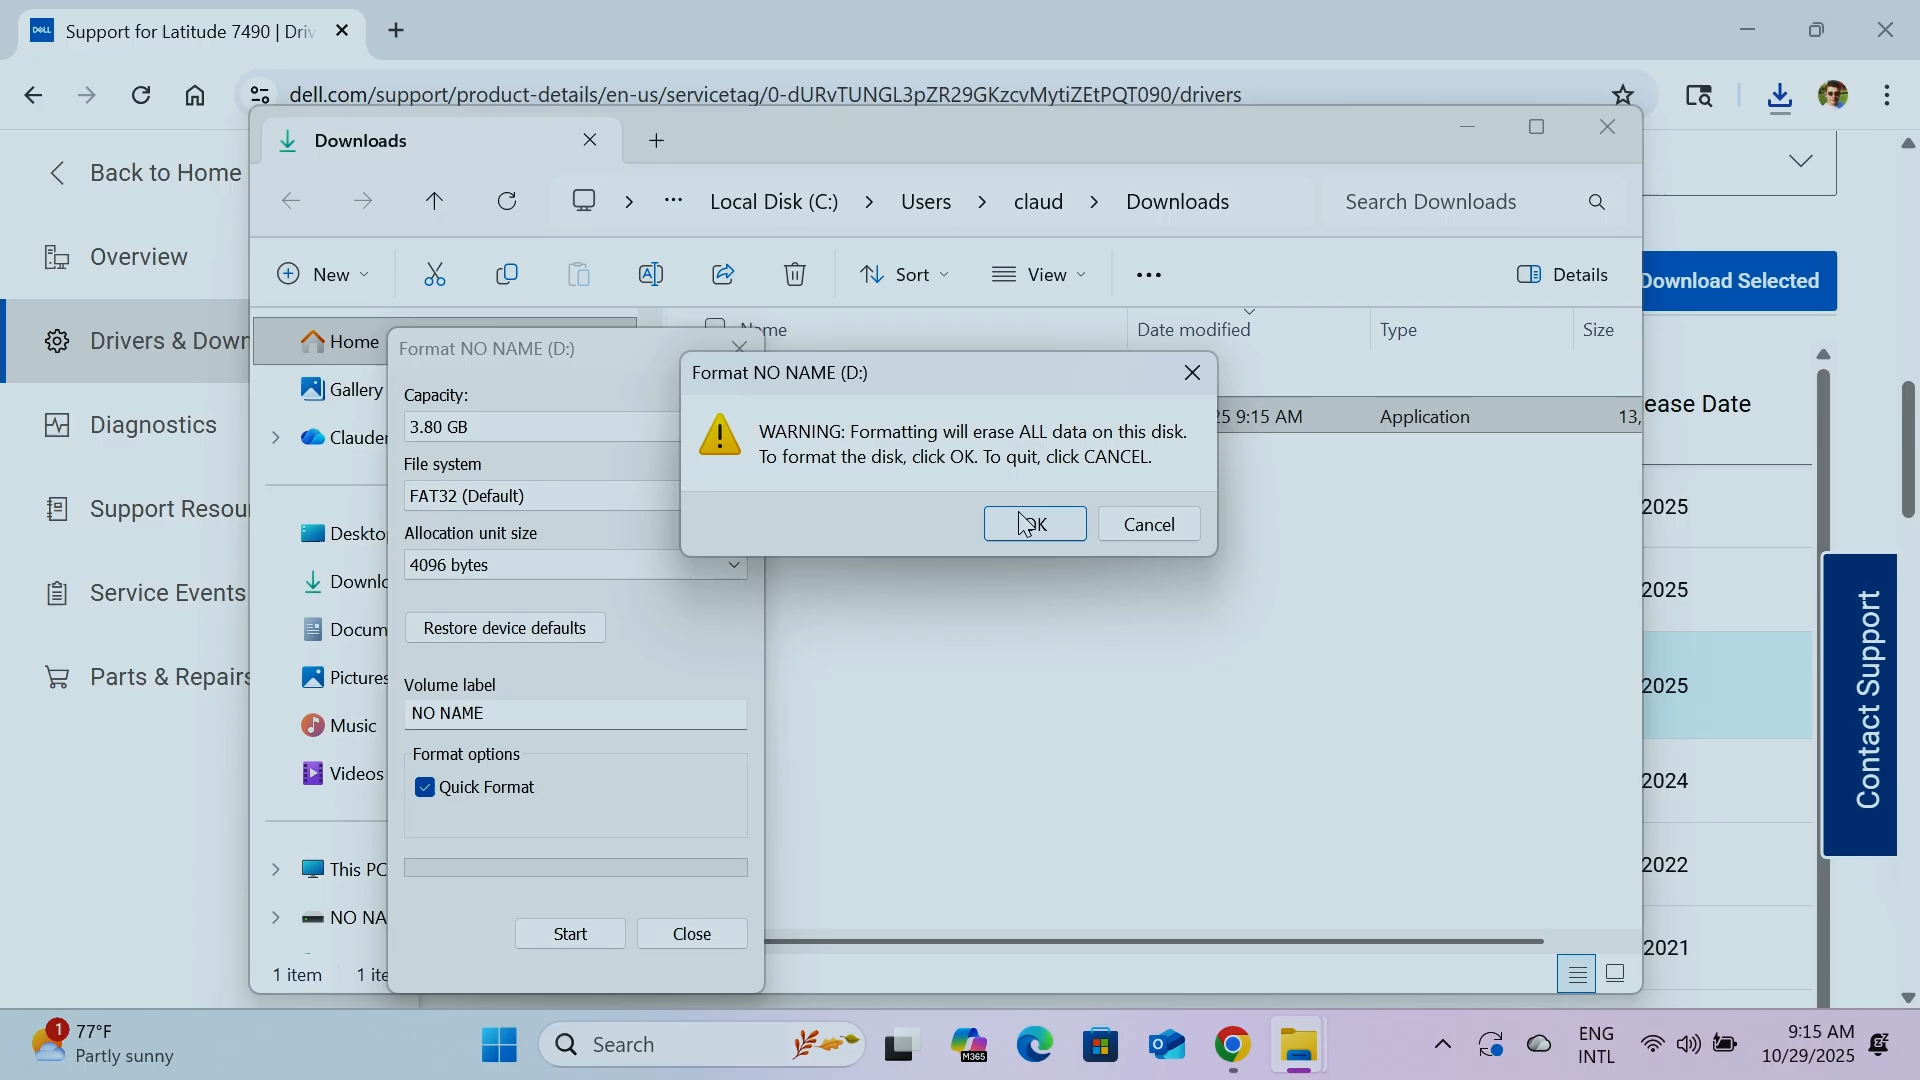 DELL
Support for Latitude 7490 | Driv
dell.com/support/product-details/en-us/servicetag/0-dURvTUNGL3pZR29GKzcvMytiZEtPQT090/drivers
Back to Home
Overview
Drivers & Down
Diagnostics
Support Resour
Service Events
Parts & Repairs
Download Selected
ease Date
2025
2025
2025
2024
2022
2021
Contact Support
Downloads
Local Disk (C:)
Users
claud
Downloads
Search Downloads
New
Sort
View
Details
Home
Gallery
Clauder
Deskto
Downlo
Docum
Pictures
Music
Videos
This PC
NO NA
1 item
1 ite
Name
Date modified
Type
Size
25 9:15 AM
Application
13,
Format NO NAME (D:)
Capacity:
3.80 GB
File system
FAT32 (Default)
Allocation unit size
4096 bytes
Restore device defaults
Volume label
NO NAME
Format options
Quick Format
Start
Close
Format NO NAME (D:)
WARNING: Formatting will erase ALL data on this disk.
To format the disk, click OK. To quit, click CANCEL.
OK
Cancel
1
77°F
Partly sunny
Search
M365
ENG
INTL
9:15 AM
10/29/2025